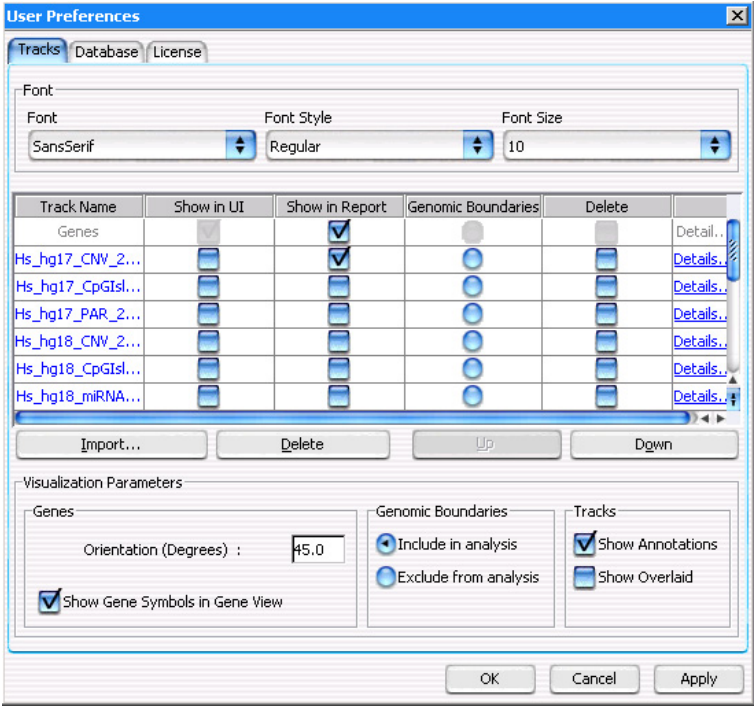 User Preferences
Tracks Database License
Font
Font Font Style Font Size
SansSerif Regular 10
Track Name Show in UI Show in Report Genomic Boundaries Delete
Genes Detail..
Hs_hg17_CNV_2... Details..
Hs_hg17_CpGIsl... Details..
Hs_hg17_PAR_2... Details..
Hs_hg18_CNV_2... Details..
Hs_hg18_CpGIsl... Details..
Hs_hg18_miRNA... Details..
Import... Delete Up Down
Visualization Parameters
Genes Genomic Boundaries Tracks
Orientation (Degrees) : 45.0 Include in analysis Show Annotations
Exclude from analysis Show Overlaid
Show Gene Symbols in Gene View
OK Cancel Apply